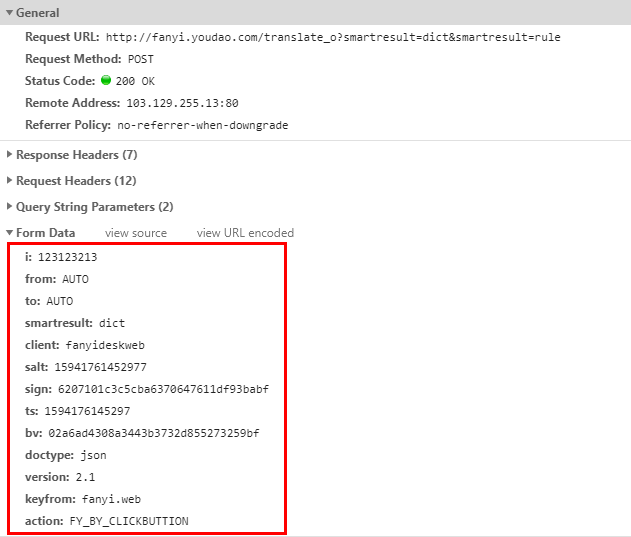 General
Request URL: http://fanyi.youdao.com/translate_o?smartresult=dict&smartresult=rule
Request Method: POST
Status Code: 200 OK
Remote Address: 103.129.255.13:80
Referrer Policy: no-referrer-when-downgrade
Response Headers (7)
Request Headers (12)
Query String Parameters (2)
Form Data view source view URL encoded
i: 123123213
from: AUTO
to: AUTO
smartresult: dict
client: fanyideskweb
salt: 15941761452977
sign: 6207101c3c5cba6370647611df93babf
ts: 1594176145297
bv: 02a6ad4308a3443b3732d855273259bf
doctype: json
version: 2.1
keyfrom: fanyi.web
action: FY_BY_CLICKBUTTION